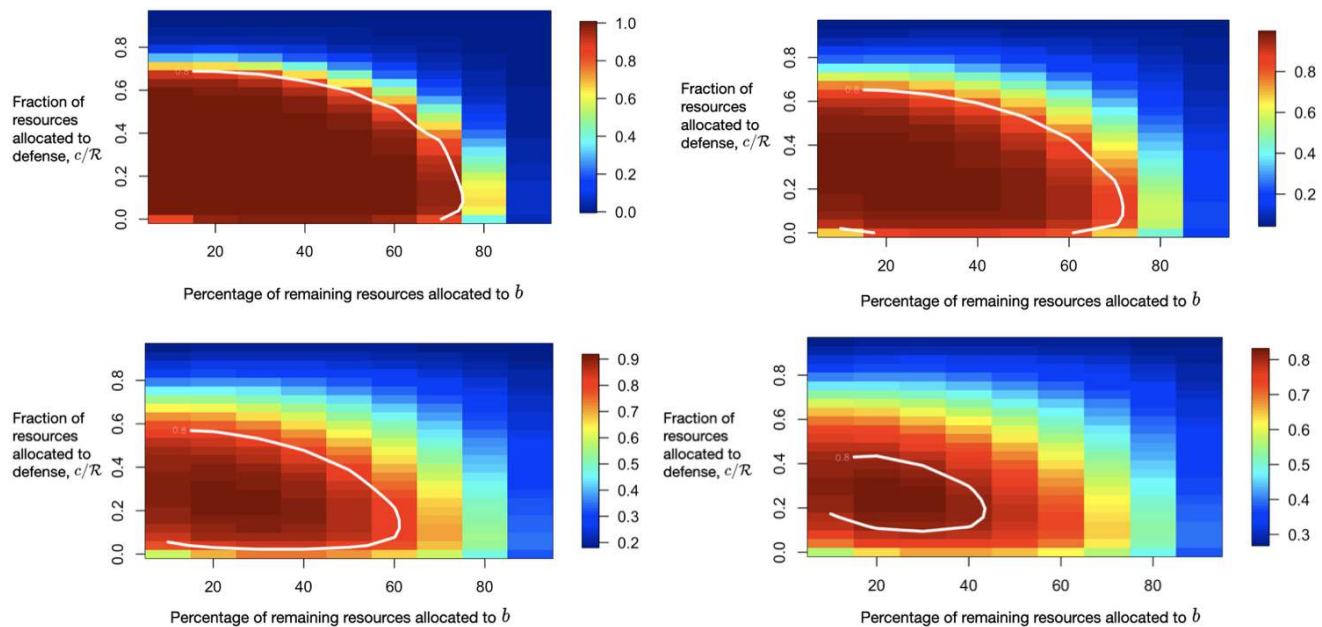 1.0
0.8
0.6
0.4
0.2
0.0
0.8
0.6
0.4
0.2
0.0
0.8
Fraction of
resources
allocated to
defense, c/ℛ
20 40 60 80
Percentage of remaining resources allocated to b
0.8
0.6
0.4
0.2
0.8
0.6
0.4
0.2
0.0
0.8
Fraction of
resources
allocated to
defense, c/ℛ
20 40 60 80
Percentage of remaining resources allocated to b
0.9
0.8
0.7
0.6
0.5
0.4
0.3
0.2
0.8
0.6
0.4
0.2
0.0
0.8
Fraction of
resources
allocated to
defense, c/ℛ
20 40 60 80
Percentage of remaining resources allocated to b
0.8
0.7
0.6
0.5
0.4
0.3
0.8
0.6
0.4
0.2
0.0
0.8
Fraction of
resources
allocated to
defense, c/ℛ
20 40 60 80
Percentage of remaining resources allocated to b